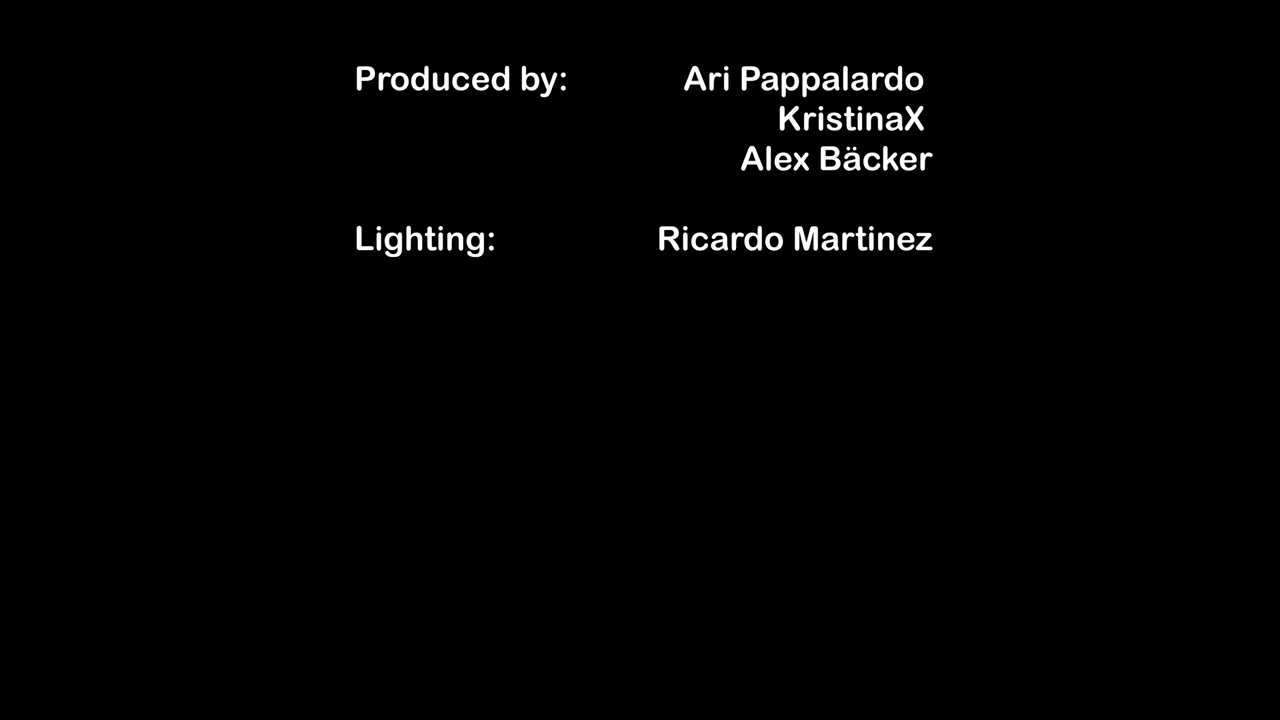 Produced by: Ari Pappalardo
KristinaX
Alex Bäcker
Lighting: Ricardo Martinez